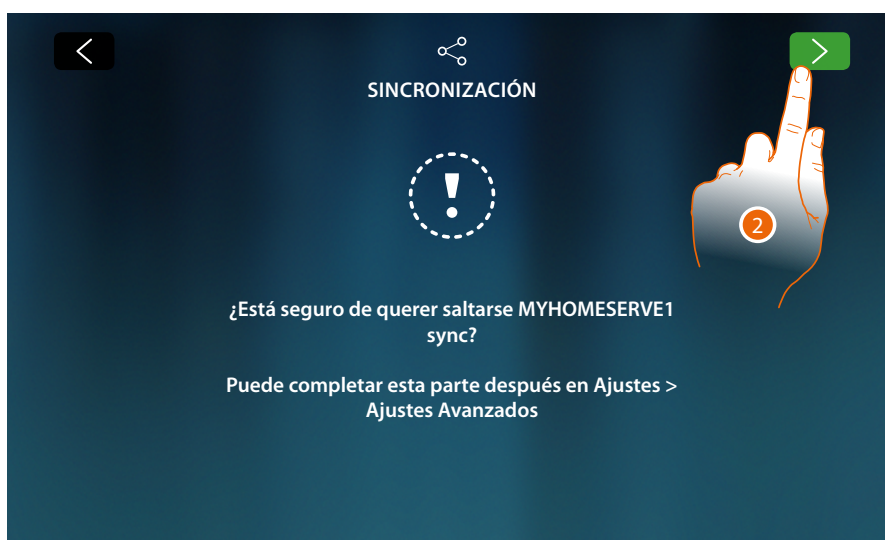 SINCRONIZACIÓN
2
¿Está seguro de querer saltarse MYHOMESERVE1
sync?
Puede completar esta parte después en Ajustes >
Ajustes Avanzados